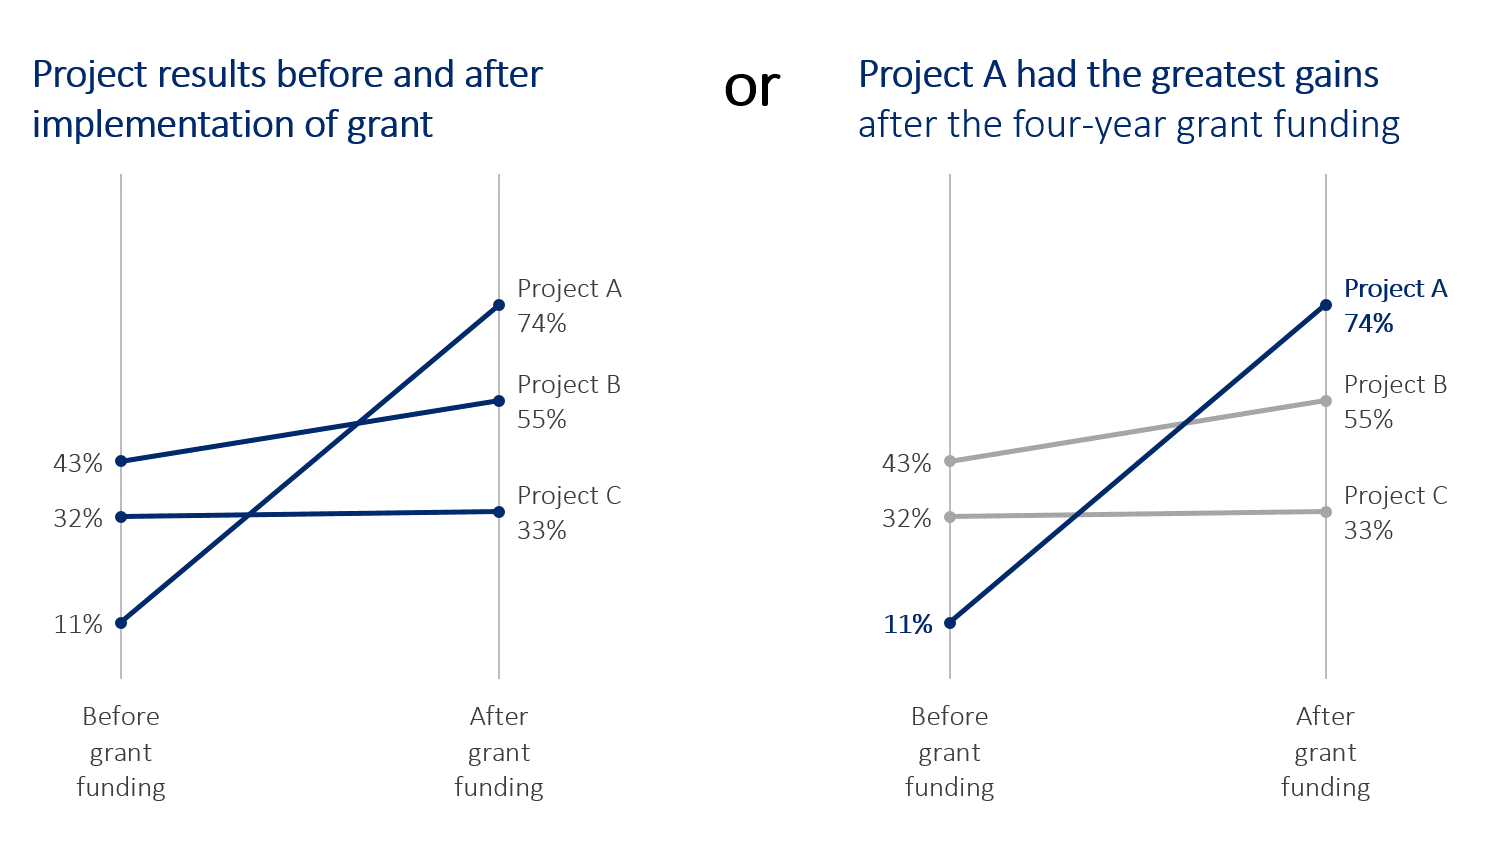 Project results before and after
implementation of grant
Project A
74%
Project B
55%
43%
Project C
32%
33%
11%
Before
grant
funding
After
grant
funding
or
Project A had the greatest gains
after the four-year grant funding
Project A
74%
Project B
55%
43%
Project C
32%
33%
11%
Before
grant
funding
After
grant
funding